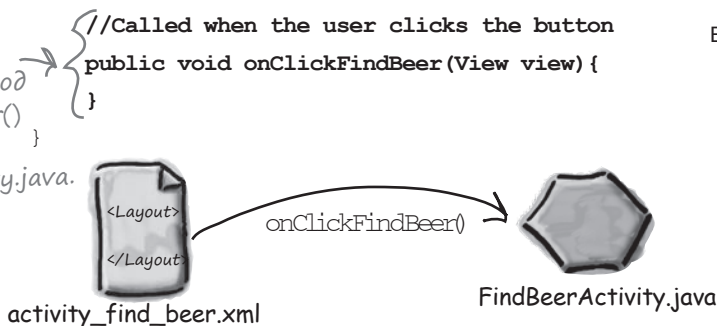 //Called when the user clicks the button
public void onClickFindBeer(View view){
}
()
}
y.java.
<Layout>
</Layout>
onClickFindBeer()
activity_find_beer.xml
FindBeerActivity.java